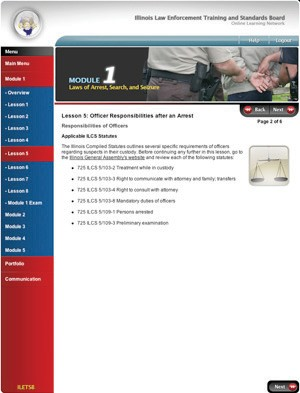 Illinois Law Enforcement Training and Standards Board
Online Learning Network
Help
Logout
Menu
Main Menu
Module 1
- Overview
- Lesson 1
- Lesson 2
- Lesson 3
- Lesson 4
- Lesson 5
- Lesson 6
- Lesson 7
- Lesson 8
- Module 1 Exam
Module 2
Module 3
Module 4
Module 5
Portfolio
Communication
ILETSB
MODULE 1
Laws of Arrest, Search, and Seizure
Back
Next
Page 2 of 6
Lesson 5: Officer Responsibilities after an Arrest
Responsibilities of Officers
Applicable ILCS Statutes
The Illinois Compiled Statutes outlines several specific requirements of officers
regarding suspects in their custody. Before continuing any further in this lesson, go to
the Illinois General Assembly's website and review each of the following statutes:
725 ILCS 5/103-2 Treatment while in custody
725 ILCS 5/103-3 Right to communicate with attorney and family; transfers
725 ILCS 5/103-4 Right to consult with attorney
725 ILCS 5/103-8 Mandatory duties of officers
725 ILCS 5/109-1 Persons arrested
725 ILCS 5/109-3 Preliminary examination
Next